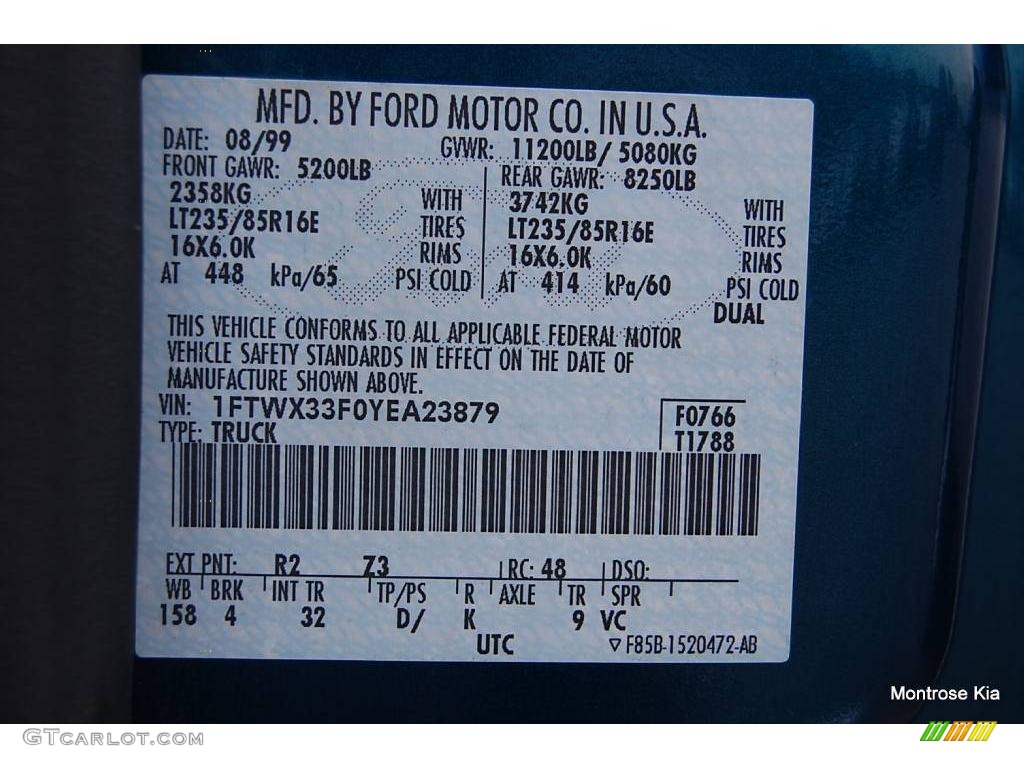 MFD. BY FORD MOTOR CO. IN U.S.A.
DATE: 08/99 GVWR: 11200LB/ 5080KG
FRONT GAWR: 5200LB REAR GAWR: 8250LB
2358KG WITH 3742KG WITH
LT235/85R16E TIRES LT235/85R16E TIRES
16X6.0K RIMS 16X6.0K RIMS
AT 448 kPa/65 PSI COLD AT 414 kPa/60 PSI COLD
DUAL
THIS VEHICLE CONFORMS TO ALL APPLICABLE FEDERAL MOTOR
VEHICLE SAFETY STANDARDS IN EFFECT ON THE DATE OF
MANUFACTURE SHOWN ABOVE.
VIN: 1FTWX33F0YEA23879 F0766
TYPE: TRUCK T1788
EXT PNT: R2 Z3 RC: 48 DSO:
WB BRK INT TR TP/PS R AXLE TR SPR
158 4 32 D/ K 9 VC
UTC ▽ F85B-1520472-AB
Montrose Kia
GTCARLOT.COM